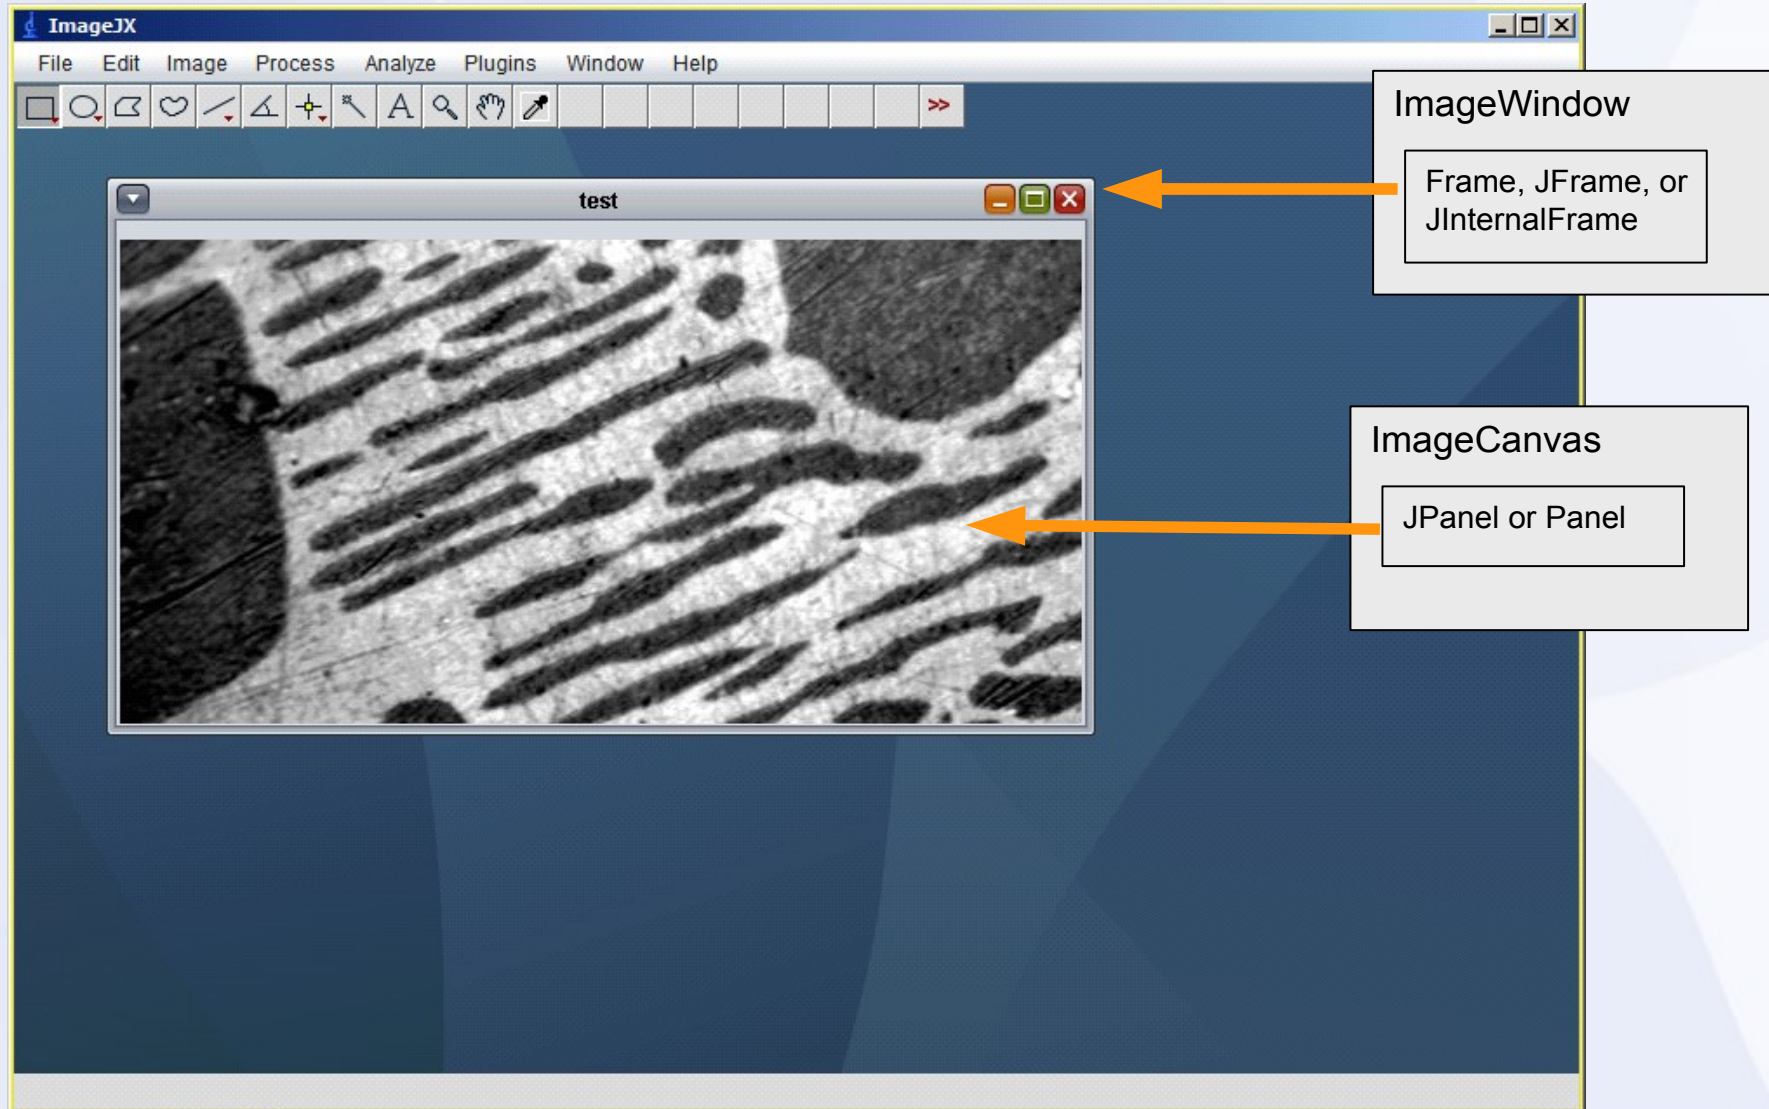 ImageJX
File Edit Image Process Analyze Plugins Window Help
A >>
test
ImageWindow
Frame, JFrame, or
JInternalFrame
ImageCanvas
JPanel or Panel